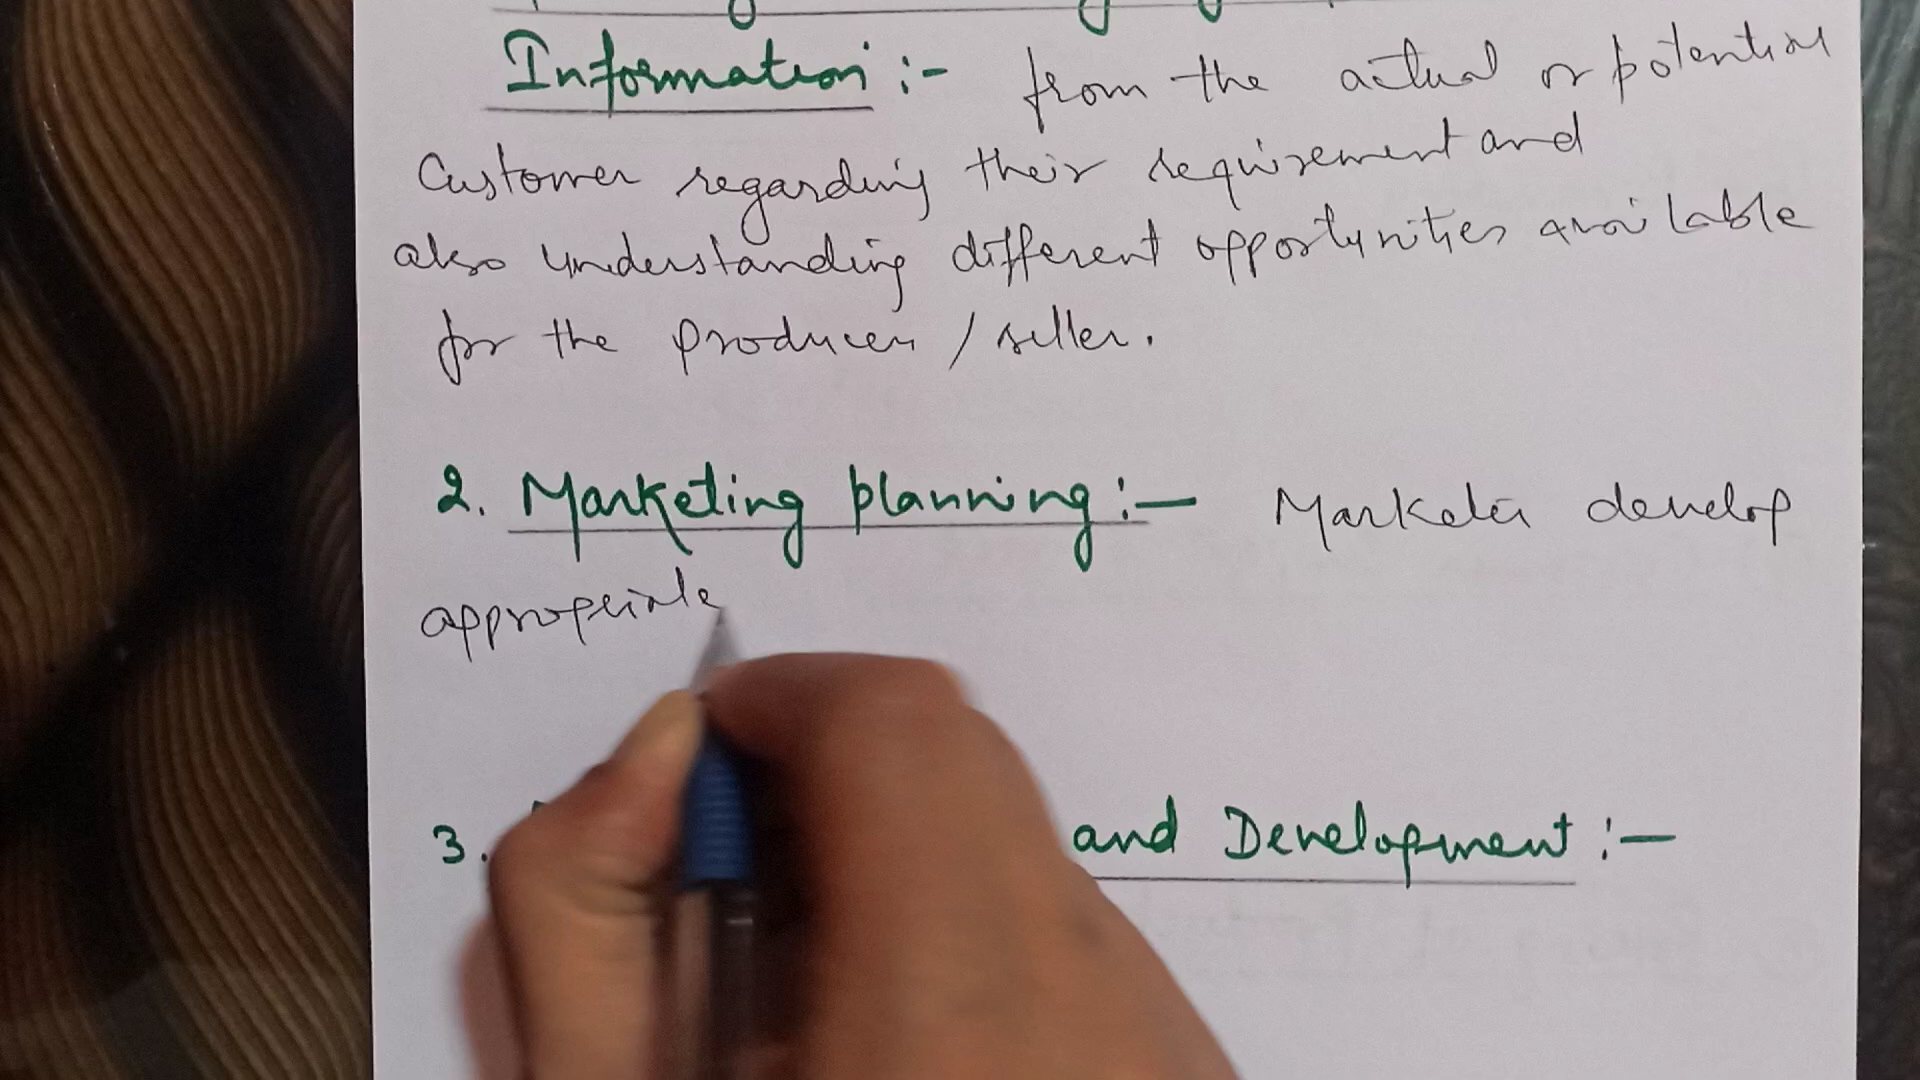 Information :- from the actual or potential
Customer regarding their requirement and
also understanding different opportunities available
for the producer / seller.
2. Marketing planning :- Marketer develop
appropriate
3. and Development :-